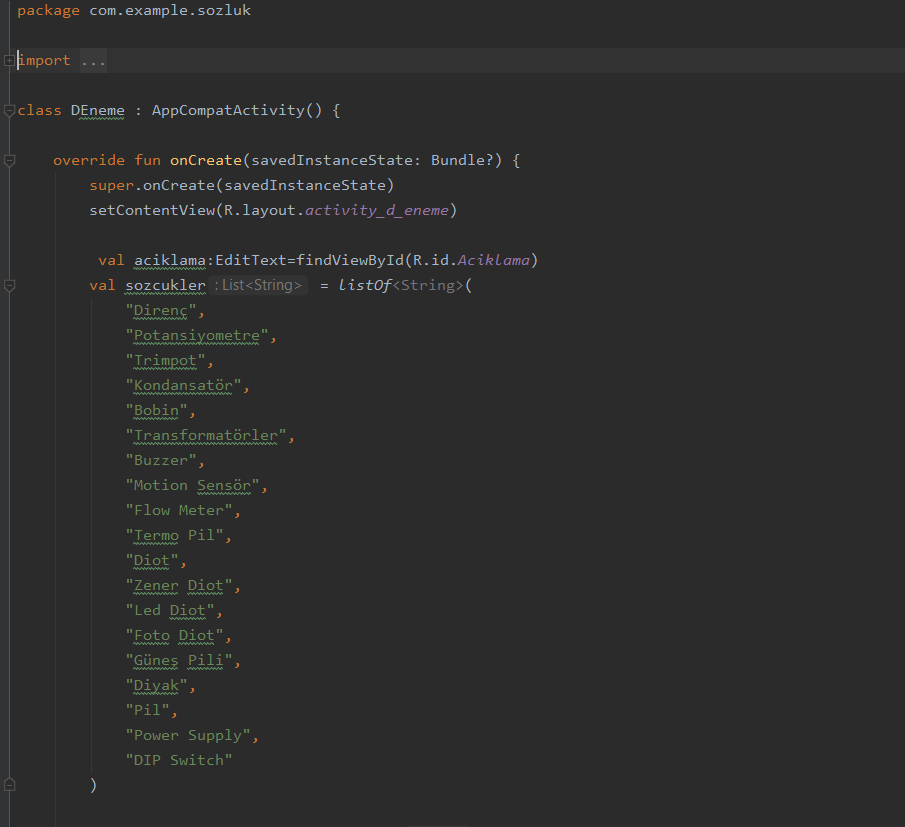 package com.example.sozluk
import ...
class DEneme : AppCompatActivity() {
override fun onCreate(savedInstanceState: Bundle?) {
super.onCreate(savedInstanceState)
setContentView(R.layout.activity_d_eneme)
val aciklama:EditText=findViewById(R.id.Aciklama)
val sozcukler : List<String> = listOf<String>(
"Direnç",
"Potansiyometre",
"Trimpot",
"Kondansatör",
"Bobin",
"Transformatörler",
"Buzzer",
"Motion Sensör",
"Flow Meter",
"Termo Pil",
"Diot",
"Zener Diot",
"Led Diot",
"Foto Diot",
"Güneş Pili",
"Diyak",
"Pil",
"Power Supply",
"DIP Switch"
)